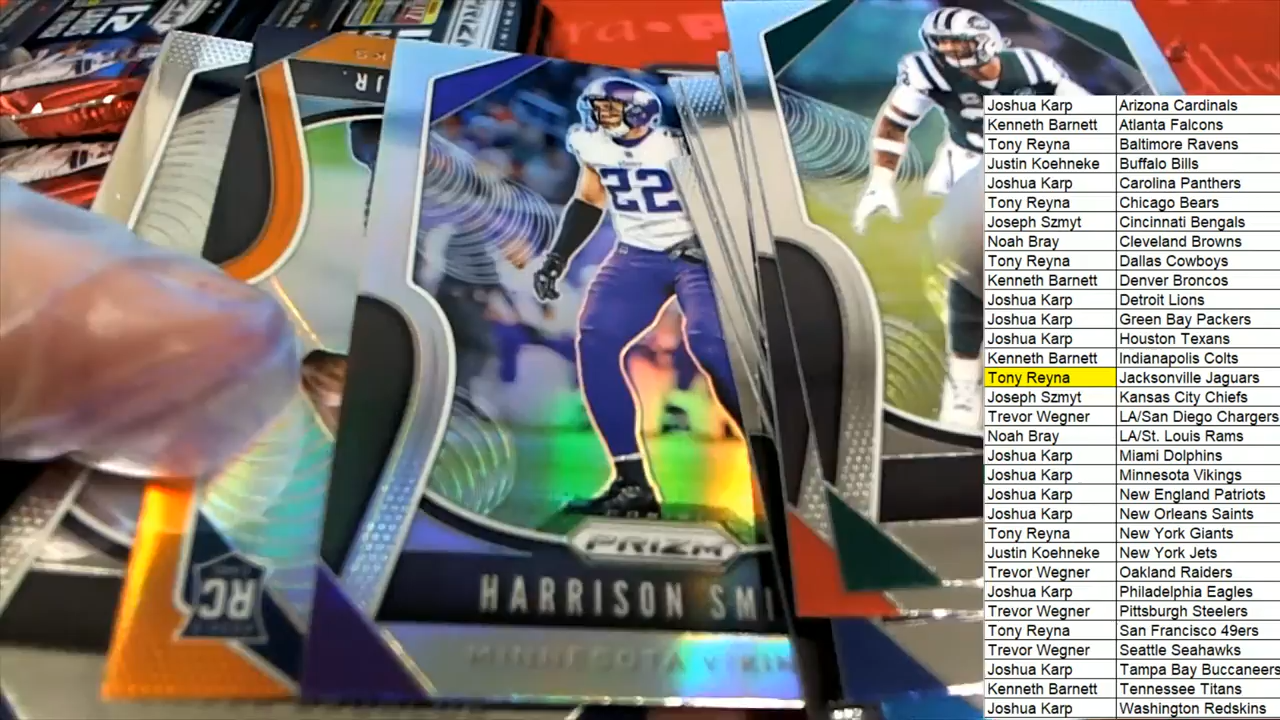 PRIZM
JR.
22
PRIZM
HARRISON SMI
MINNESOTA VIKIN
RC
Joshua Karp Arizona Cardinals
Kenneth Barnett Atlanta Falcons
Tony Reyna Baltimore Ravens
Justin Koehneke Buffalo Bills
Joshua Karp Carolina Panthers
Tony Reyna Chicago Bears
Joseph Szmyt Cincinnati Bengals
Noah Bray Cleveland Browns
Tony Reyna Dallas Cowboys
Kenneth Barnett Denver Broncos
Joshua Karp Detroit Lions
Joshua Karp Green Bay Packers
Joshua Karp Houston Texans
Kenneth Barnett Indianapolis Colts
Tony Reyna Jacksonville Jaguars
Joseph Szmyt Kansas City Chiefs
Trevor Wegner LA/San Diego Chargers
Noah Bray LA/St. Louis Rams
Joshua Karp Miami Dolphins
Joshua Karp Minnesota Vikings
Joshua Karp New England Patriots
Joshua Karp New Orleans Saints
Tony Reyna New York Giants
Justin Koehneke New York Jets
Trevor Wegner Oakland Raiders
Joshua Karp Philadelphia Eagles
Trevor Wegner Pittsburgh Steelers
Tony Reyna San Francisco 49ers
Trevor Wegner Seattle Seahawks
Joshua Karp Tampa Bay Buccaneers
Kenneth Barnett Tennessee Titans
Joshua Karp Washington Redskins